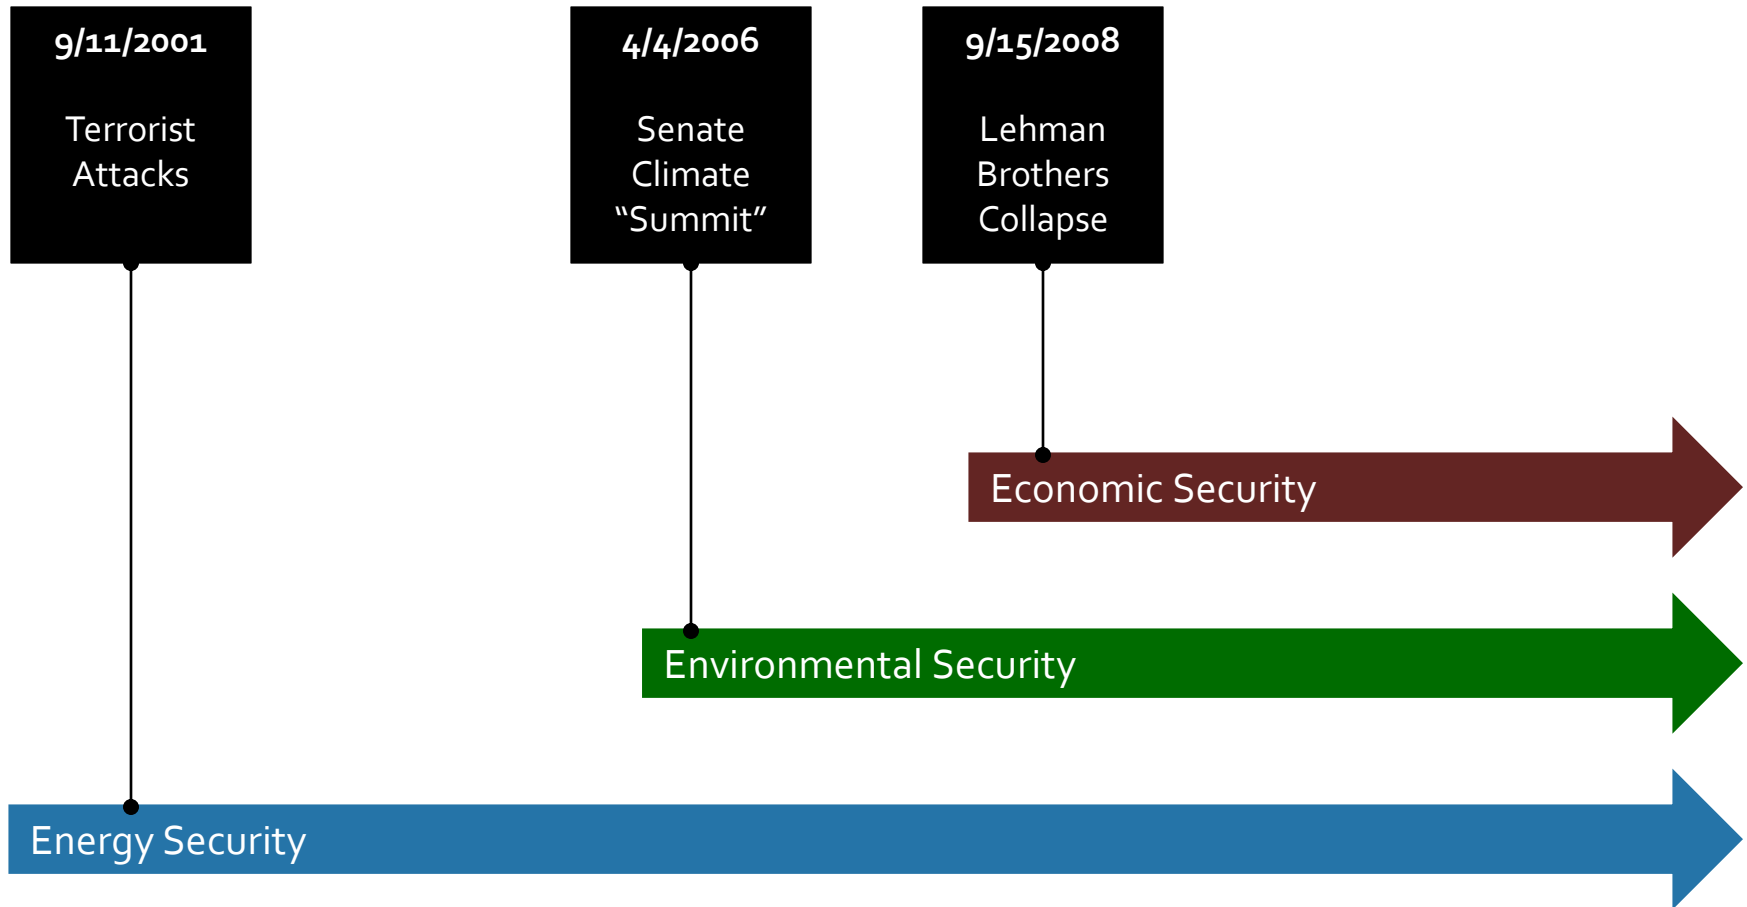 9/11/2001
Terrorist
Attacks
4/4/2006
Senate
Climate
“Summit”
9/15/2008
Lehman
Brothers
Collapse
Economic Security
Environmental Security
Energy Security